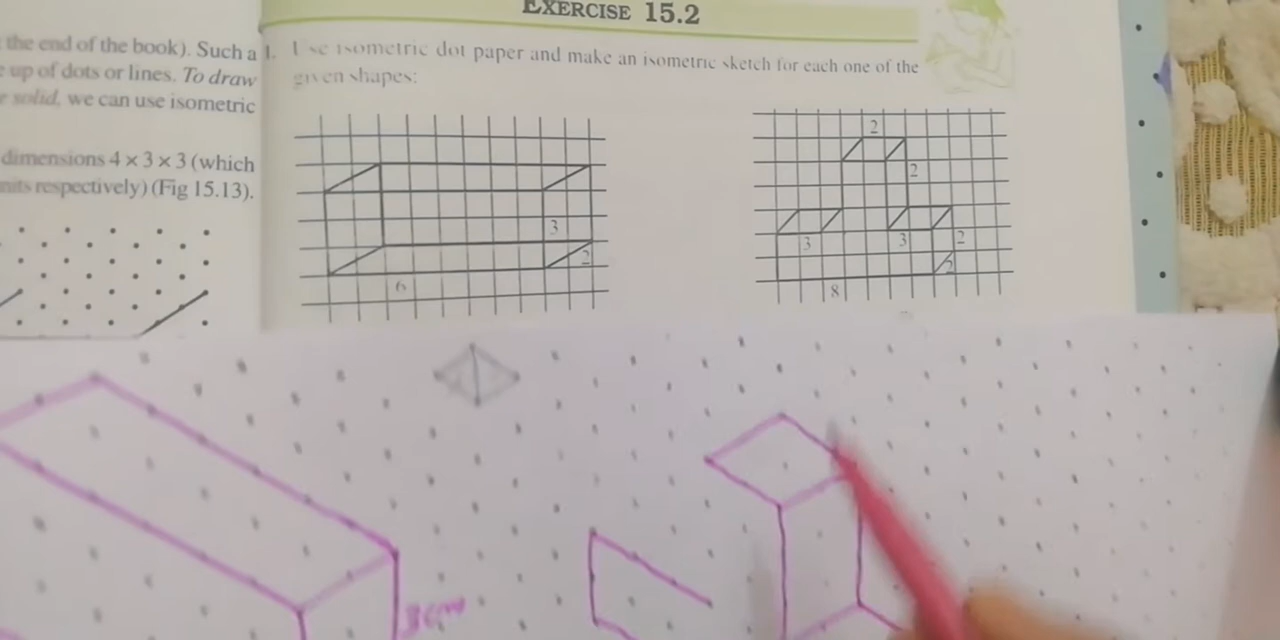 EXERCISE 15.2
the end of the book). Such a
up of dots or lines. To draw
solid, we can use isometric
dimensions 4 × 3 × 3 (which
units respectively) (Fig 15.13).
1. Use isometric dot paper and make an isometric sketch for each one of the
given shapes:
3
2
6
2
2
3
3
2
2
8
3cm